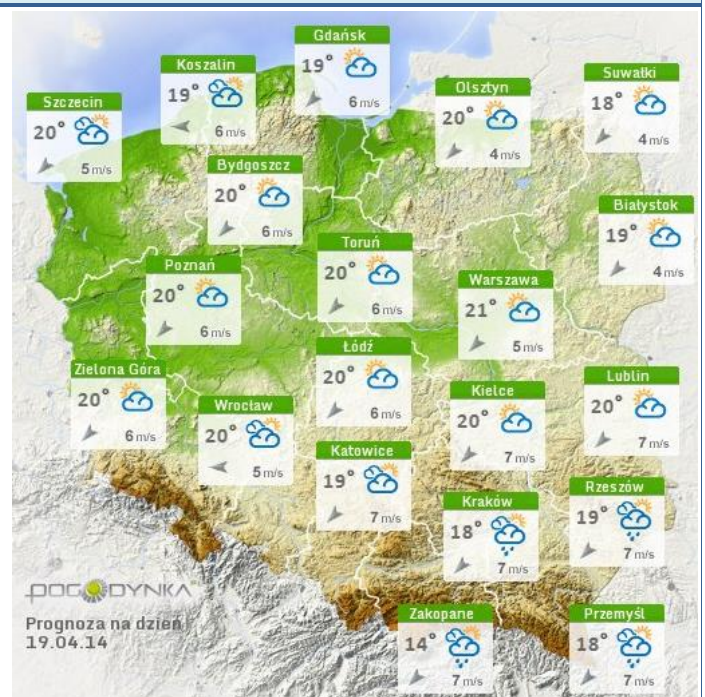 Gdańsk
19°
6 m/s
Koszalin
19°
6 m/s
Suwałki
18°
4 m/s
Olsztyn
20°
4 m/s
Szczecin
20°
5 m/s
Bydgoszcz
20°
6 m/s
Białystok
19°
4 m/s
Toruń
20°
6 m/s
Poznań
20°
6 m/s
Warszawa
21°
5 m/s
Łódź
20°
6 m/s
Zielona Góra
20°
6 m/s
Lublin
20°
7 m/s
Kielce
20°
7 m/s
Wrocław
20°
5 m/s
Katowice
19°
7 m/s
Rzeszów
19°
7 m/s
Kraków
18°
7 m/s
POGODYNKA
Prognoza na dzień
19.04.14
Zakopane
14°
7 m/s
Przemyśl
18°
7 m/s